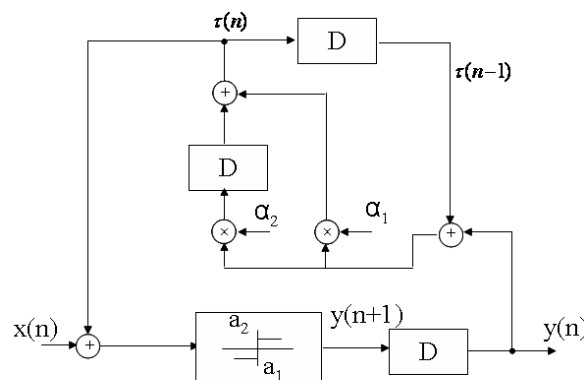 τ(n)
D
τ(n−1)
+
D
α₂
α₁
×
×
+
a₂
y(n+1)
x(n)
+
a₁
D
y(n)